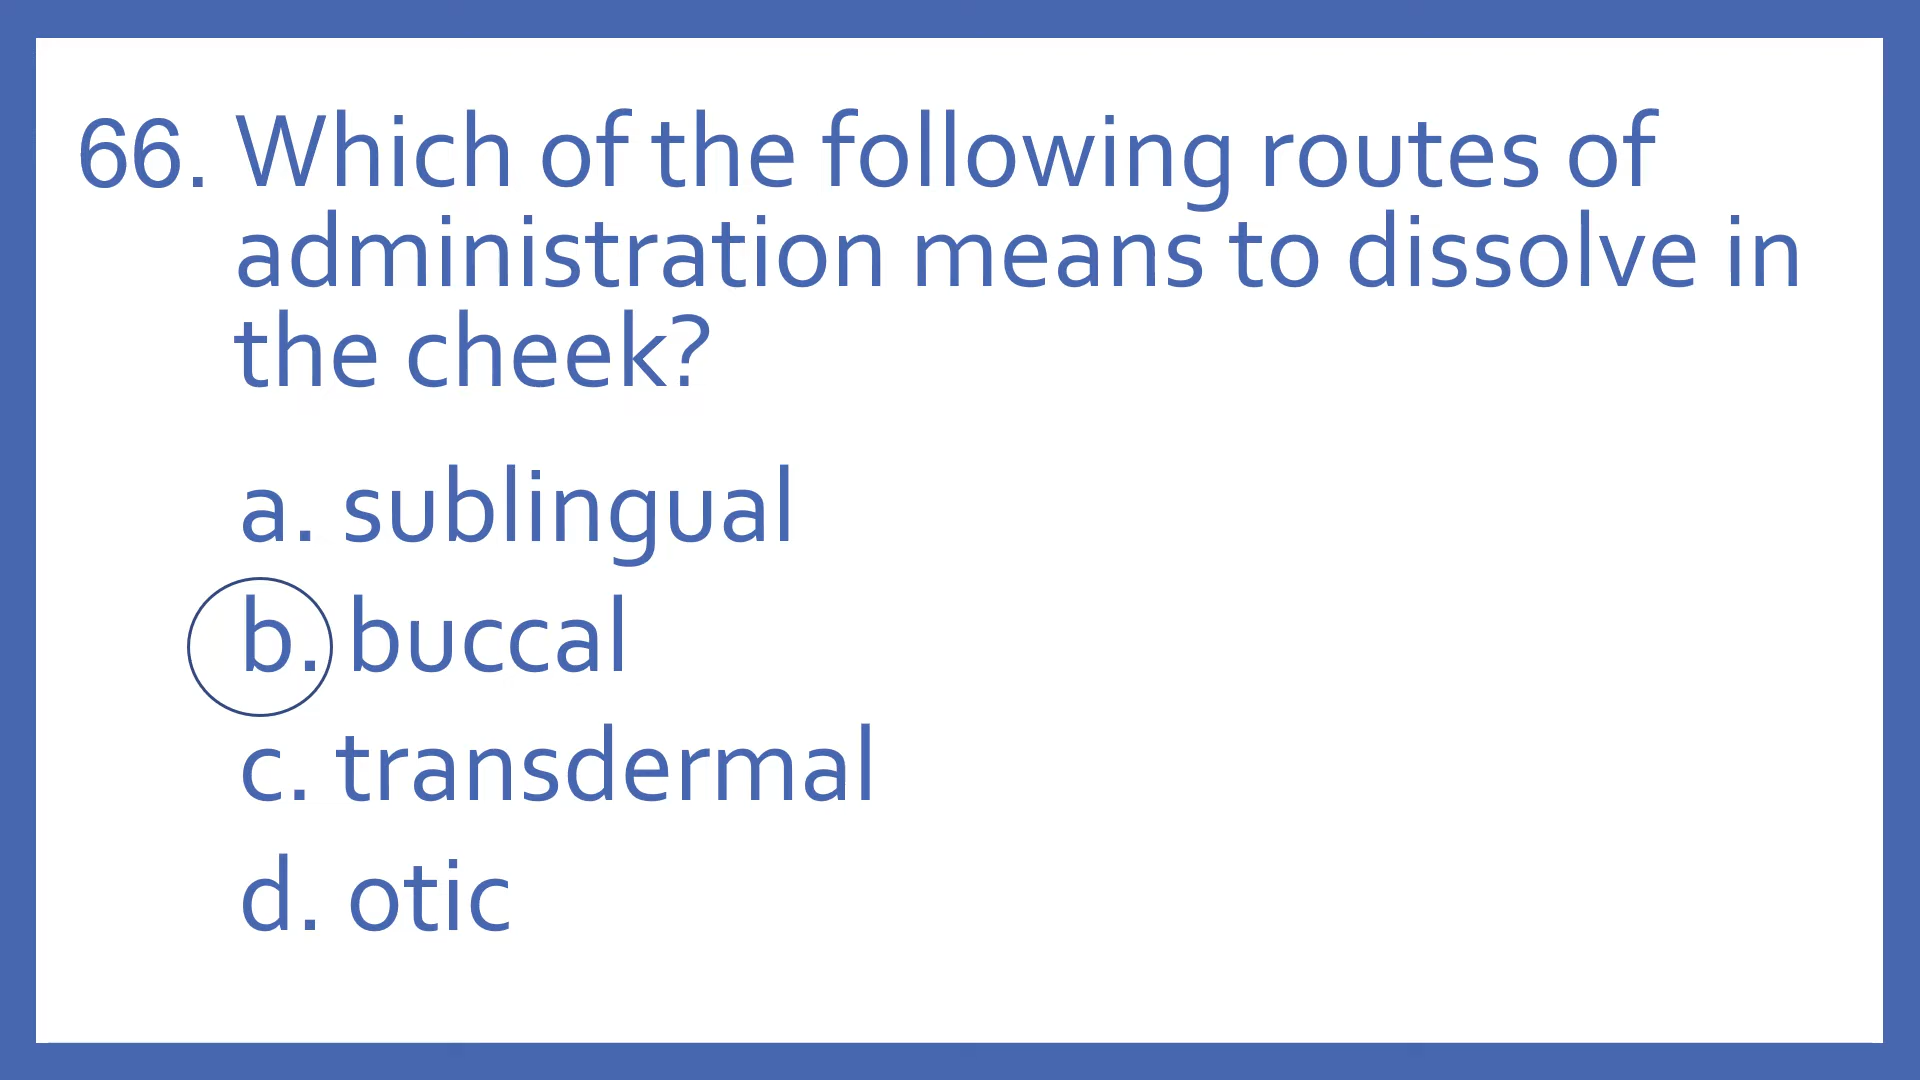 66. Which of the following routes of
administration means to dissolve in
the cheek?
a. sublingual
b. buccal
c. transdermal
d. otic